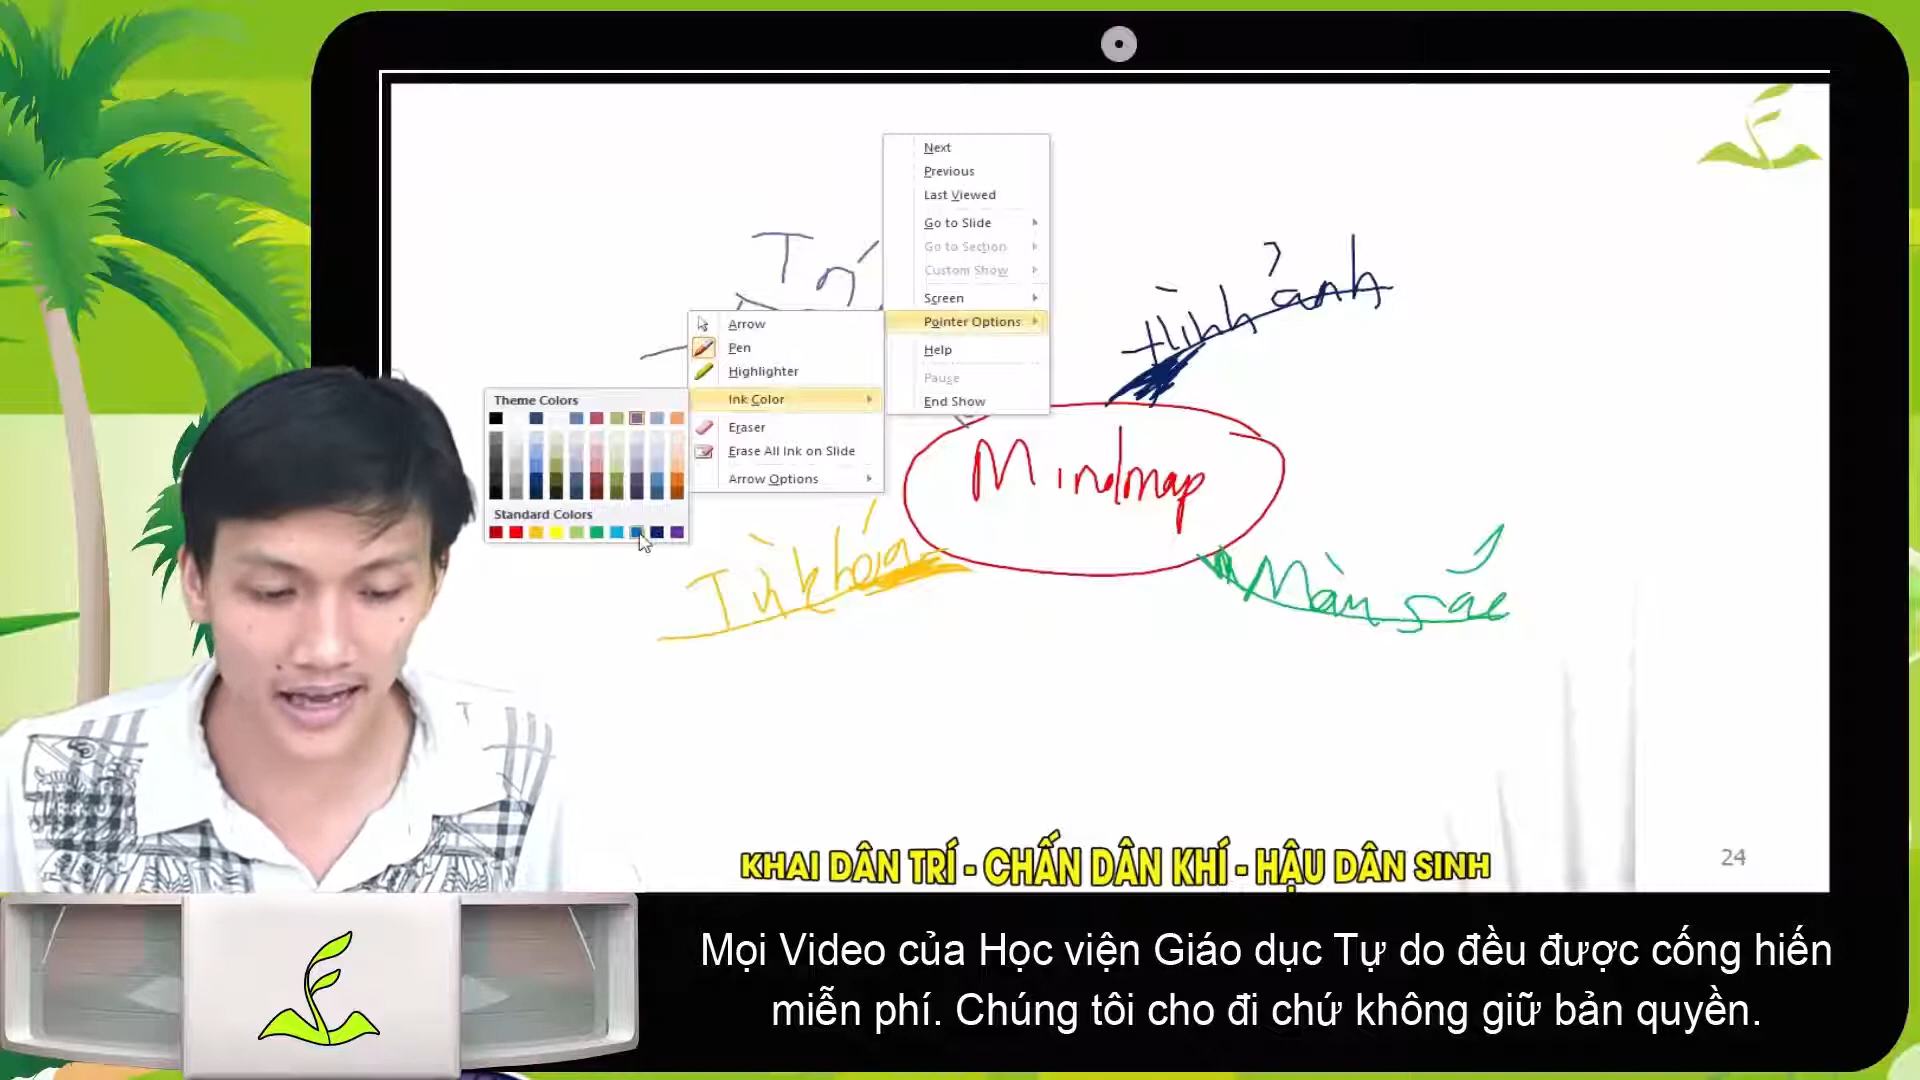 Next
Previous
Last Viewed
Go to Slide
Go to Section
Custom Show
Screen
Pointer Options
Help
Pause
End Show
Arrow
Pen
Highlighter
Ink Color
Eraser
Erase All Ink on Slide
Arrow Options
Theme Colors
Standard Colors
Hình ảnh
Mindmap
Từ khóa
Màu sắc
KHAI DÂN TRÍ - CHẤN DÂN KHÍ - HẬU DÂN SINH
24
Mọi Video của Học viện Giáo dục Tự do đều được cống hiến
miễn phí. Chúng tôi cho đi chứ không giữ bản quyền.